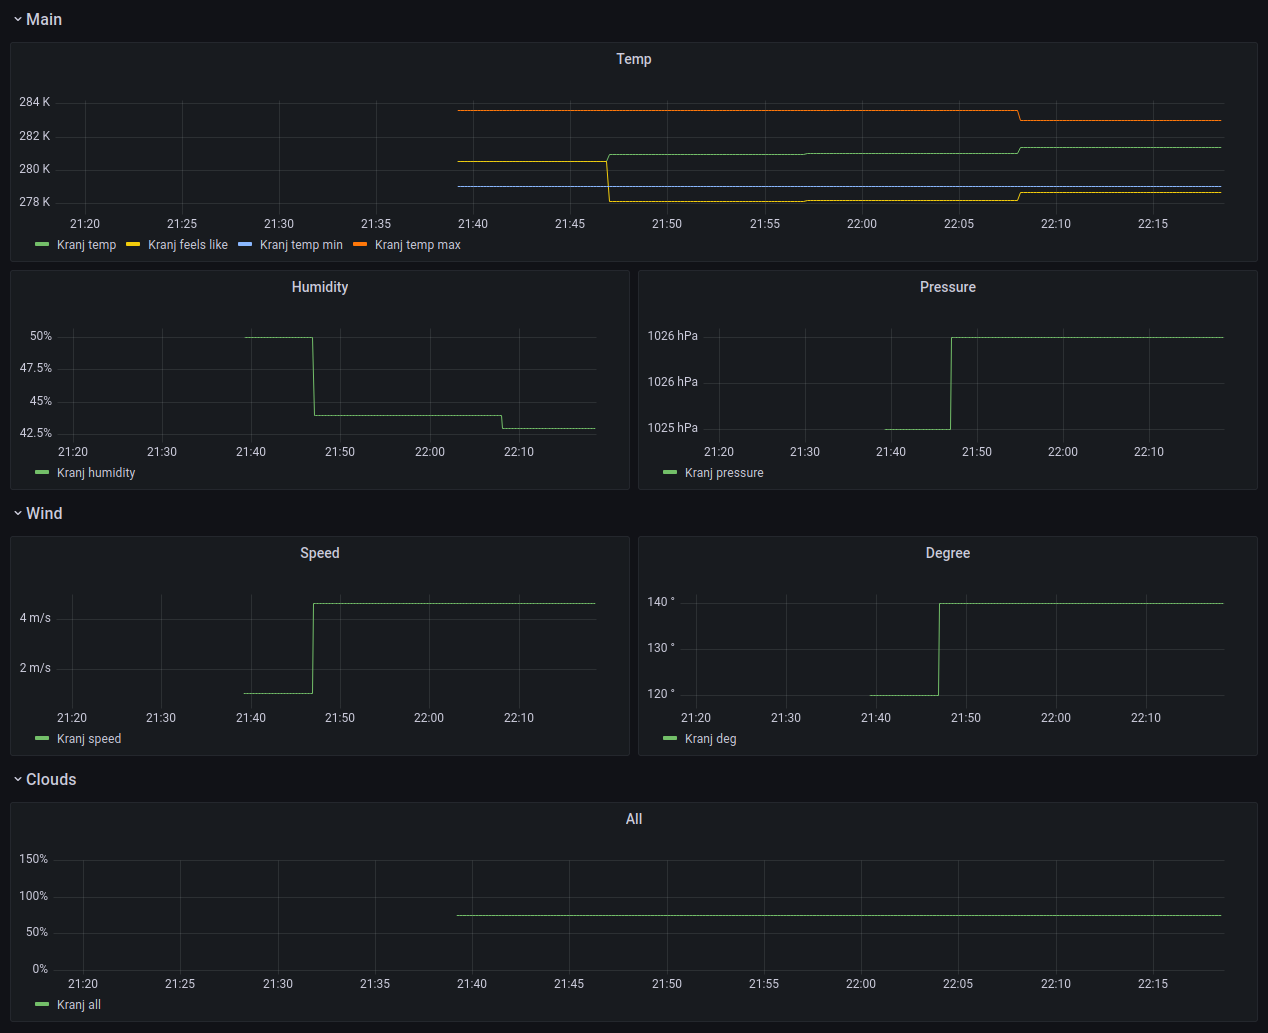 Main
Temp
284 K
282 K
280 K
278 K
21:20 21:25 21:30 21:35 21:40 21:45 21:50 21:55 22:00 22:05 22:10 22:15
Kranj temp Kranj feels like Kranj temp min Kranj temp max
Humidity
50%
47.5%
45%
42.5%
21:20 21:30 21:40 21:50 22:00 22:10
Kranj humidity
Pressure
1026 hPa
1026 hPa
1025 hPa
21:20 21:30 21:40 21:50 22:00 22:10
Kranj pressure
Wind
Speed
4 m/s
2 m/s
21:20 21:30 21:40 21:50 22:00 22:10
Kranj speed
Degree
140 °
130 °
120 °
21:20 21:30 21:40 21:50 22:00 22:10
Kranj deg
Clouds
All
150%
100%
50%
0%
21:20 21:25 21:30 21:35 21:40 21:45 21:50 21:55 22:00 22:05 22:10 22:15
Kranj all